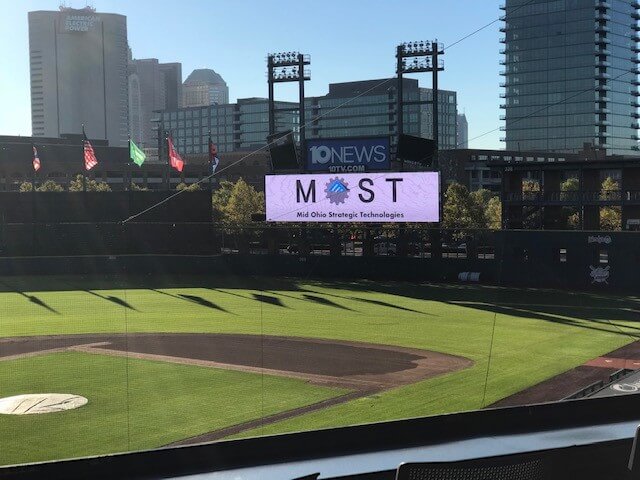 AMERICAN
ELECTRIC
POWER
10NEWS
10TV.COM
MOST
Mid Ohio Strategic Technologies